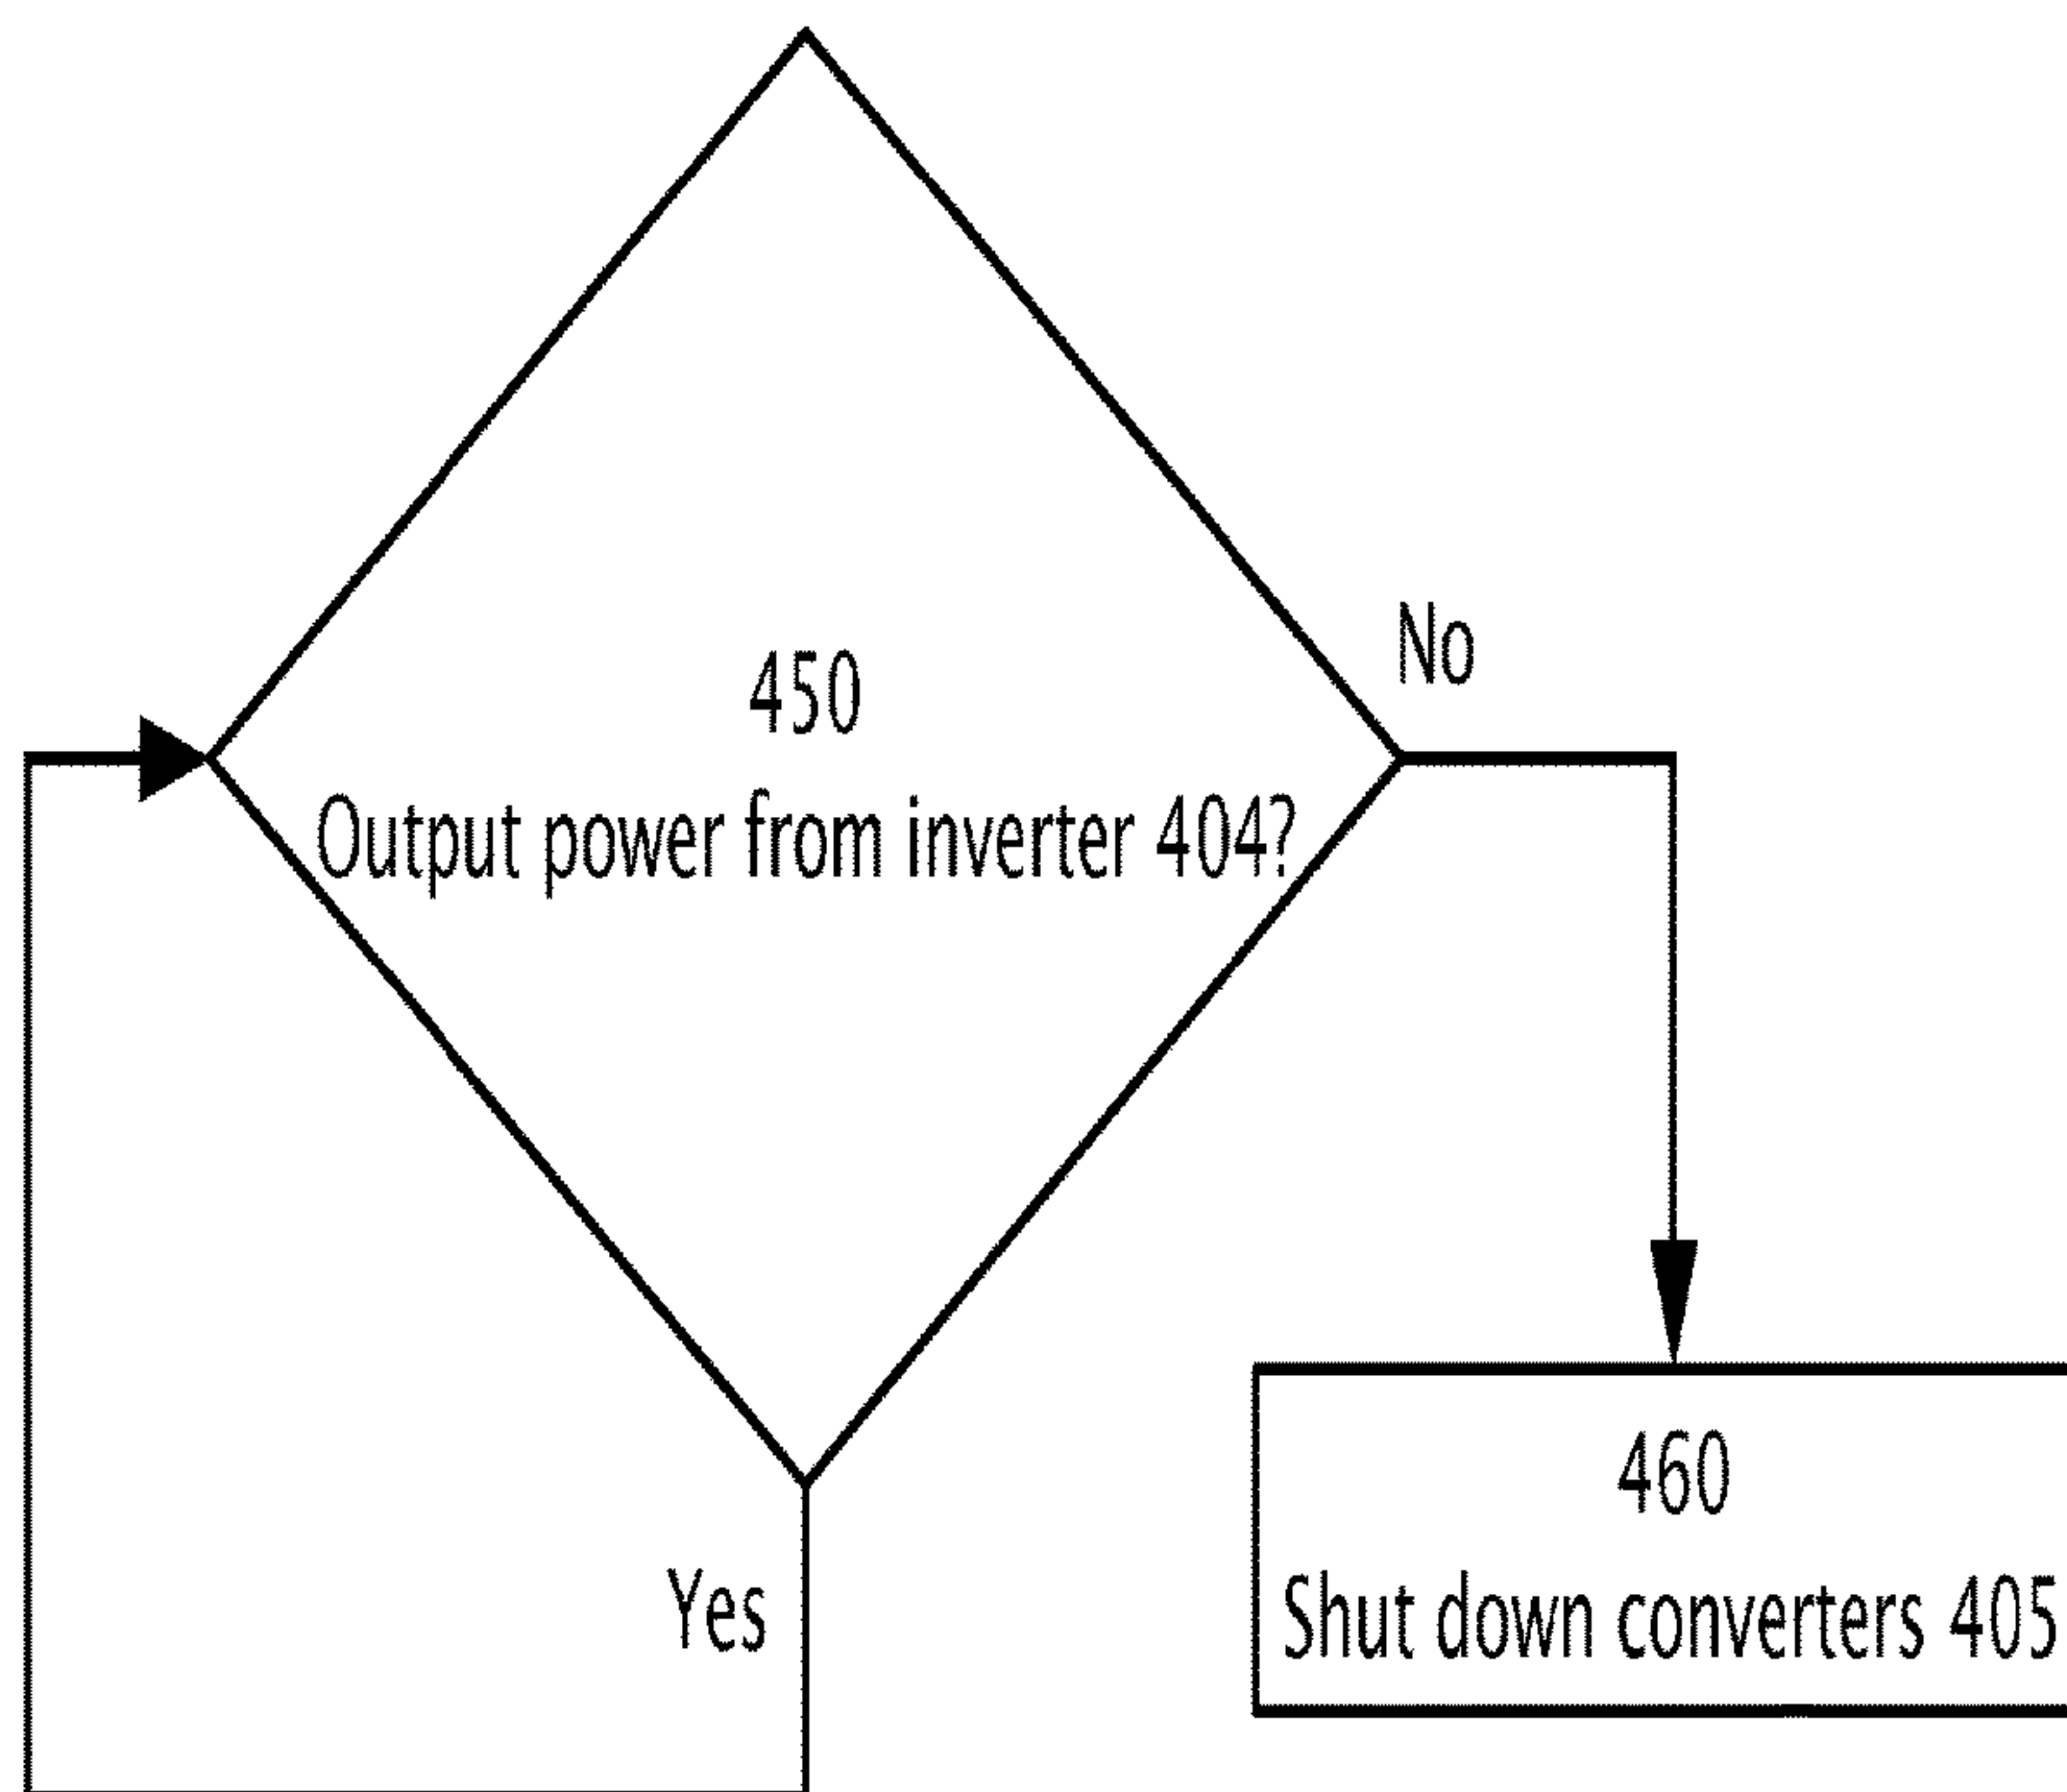 No
450
Output power from inverter 404?
460
Yes
Shut down converters 405